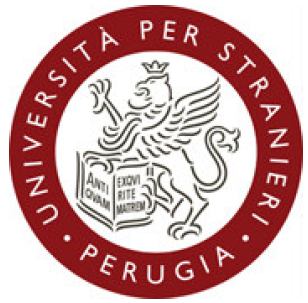 UNIVERSITÀ PER STRANIERI
• PERUGIA •
ANTI
QVAM
EXQVI
RITE
MATREM